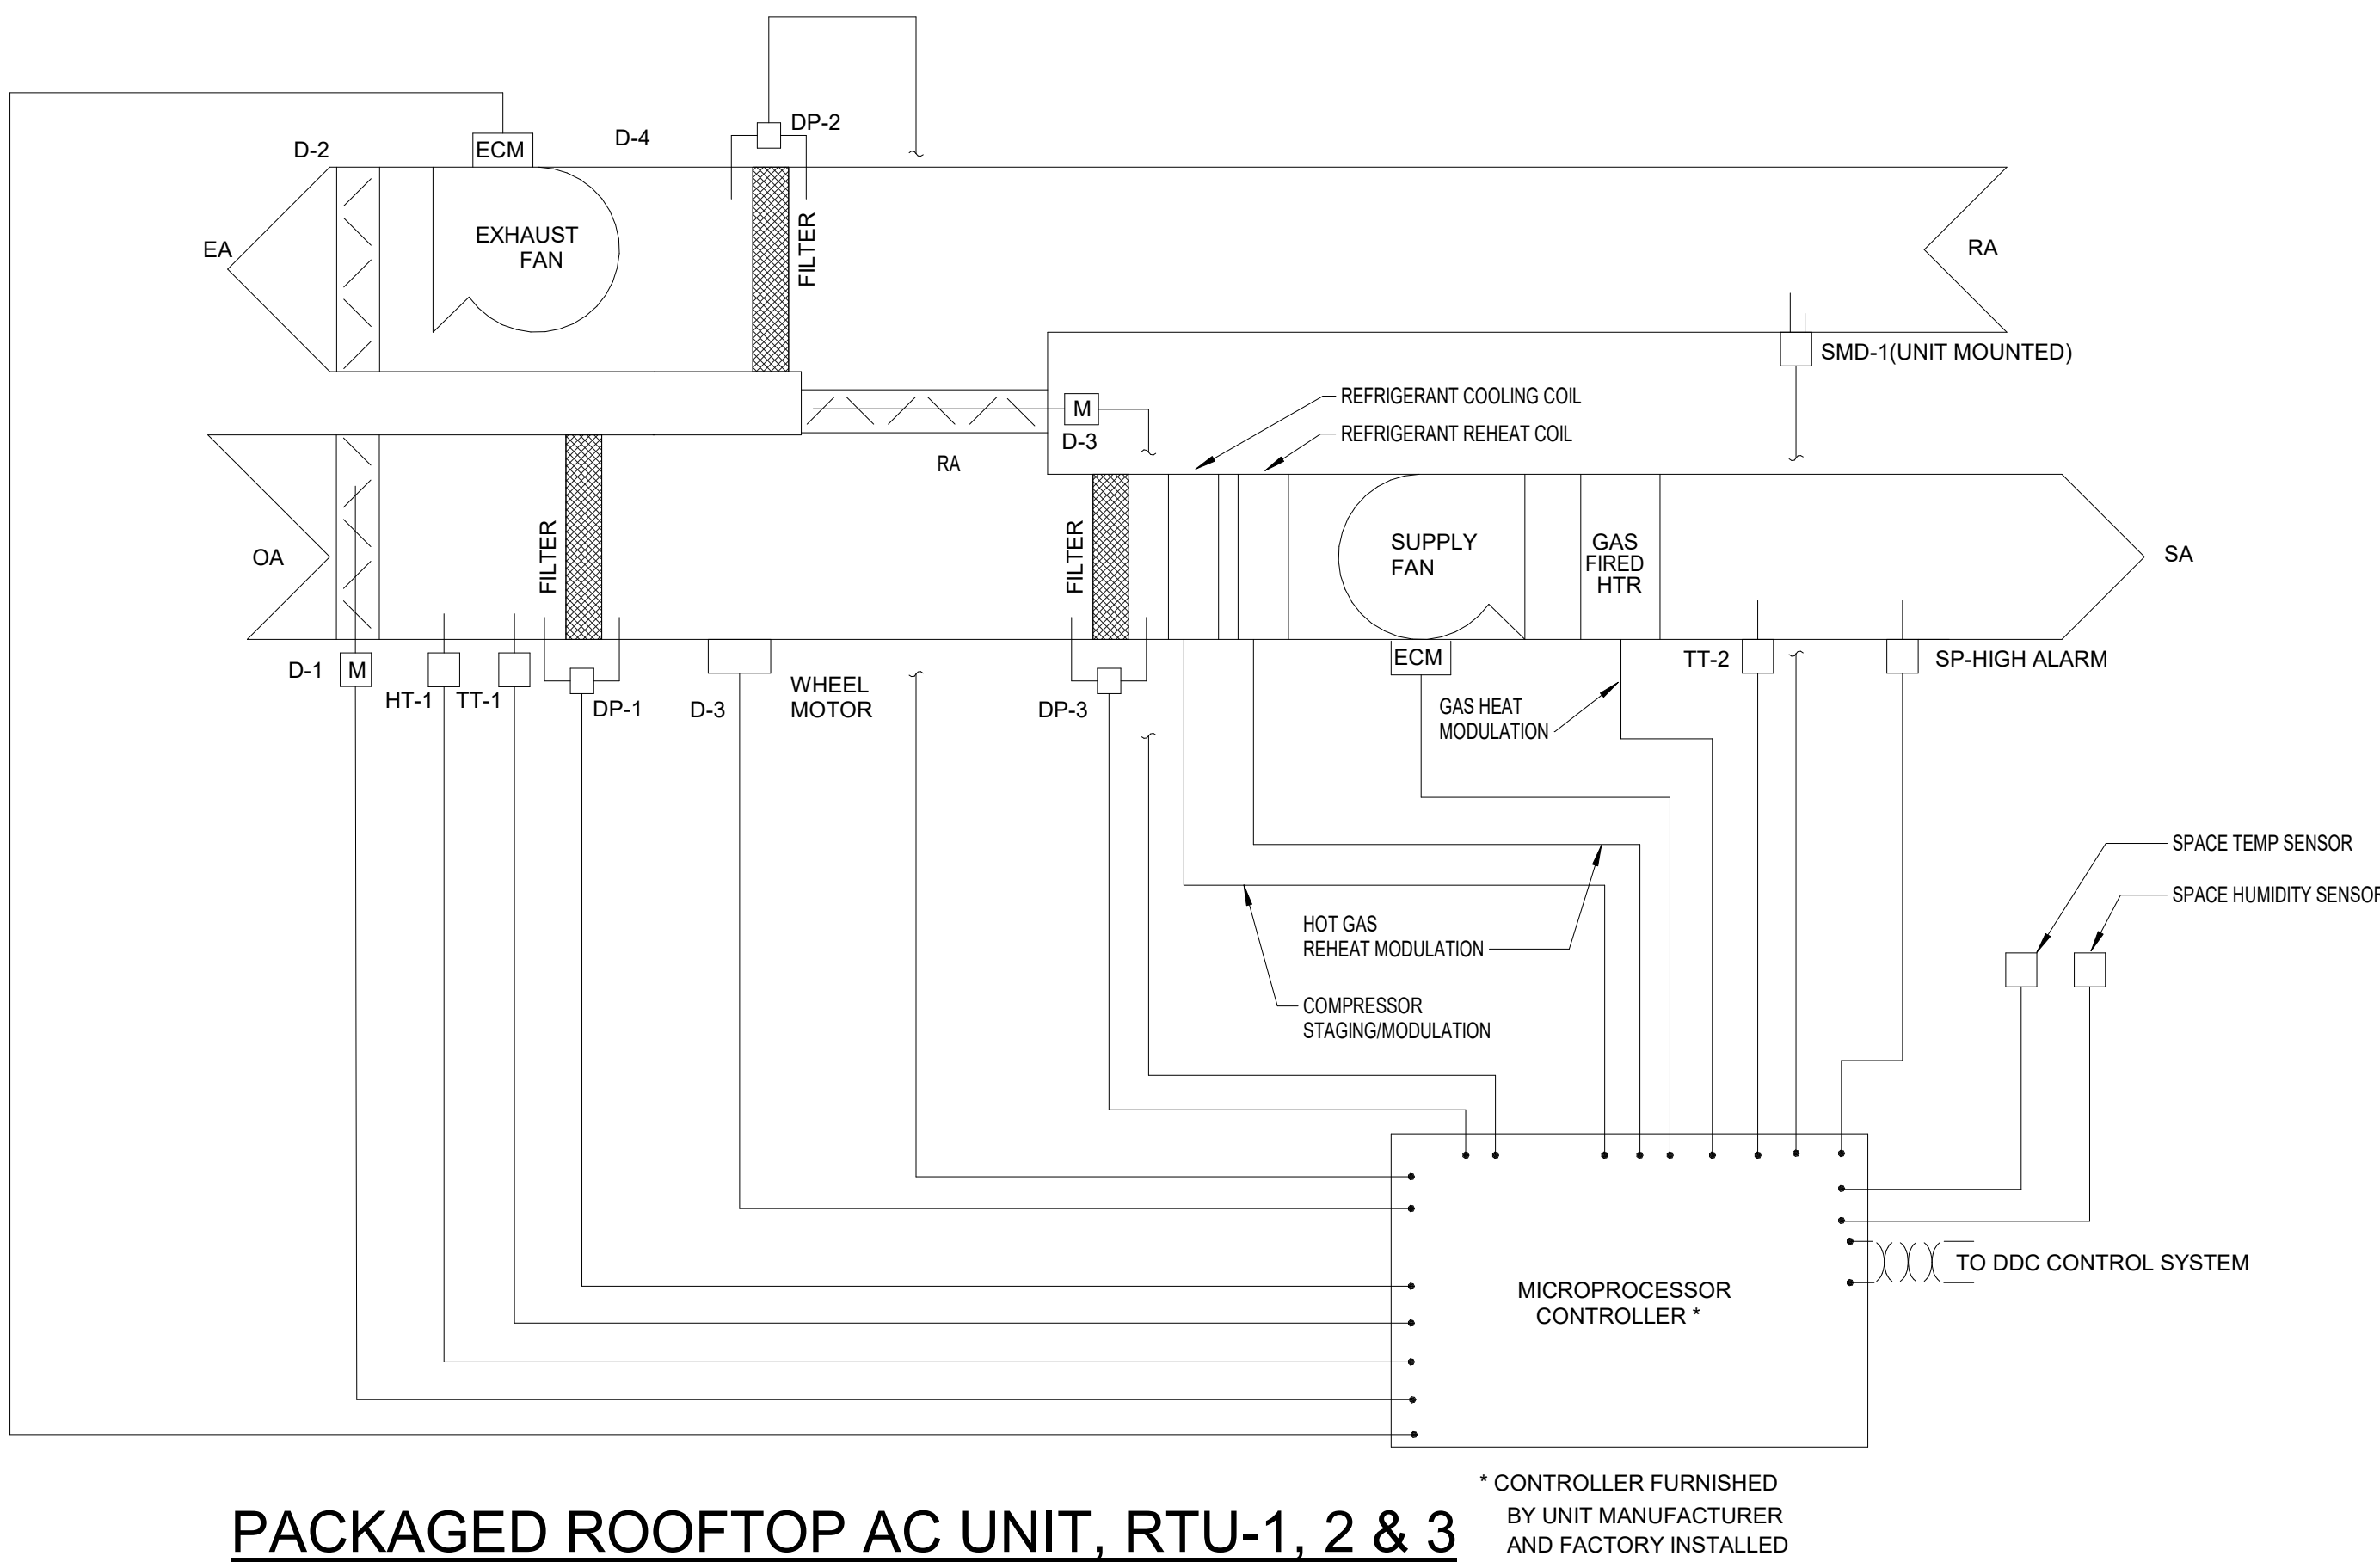 DP-2
D-4
D-2
ECM
EXHAUST
FAN
FILTER
EA
RA
SMD-1(UNIT MOUNTED)
REFRIGERANT COOLING COIL
M
REFRIGERANT REHEAT COIL
D-3
RA
FILTER
FILTER
OA
SUPPLY
FAN
GAS
FIRED
HTR
SA
D-1
M
HT-1
TT-1
DP-1
D-3
WHEEL
MOTOR
DP-3
ECM
TT-2
SP-HIGH ALARM
GAS HEAT
MODULATION
SPACE TEMP SENSOR
SPACE HUMIDITY SENSOR
HOT GAS
REHEAT MODULATION
COMPRESSOR
STAGING/MODULATION
TO DDC CONTROL SYSTEM
MICROPROCESSOR
CONTROLLER *
* CONTROLLER FURNISHED
BY UNIT MANUFACTURER
AND FACTORY INSTALLED
PACKAGED ROOFTOP AC UNIT, RTU-1, 2 & 3